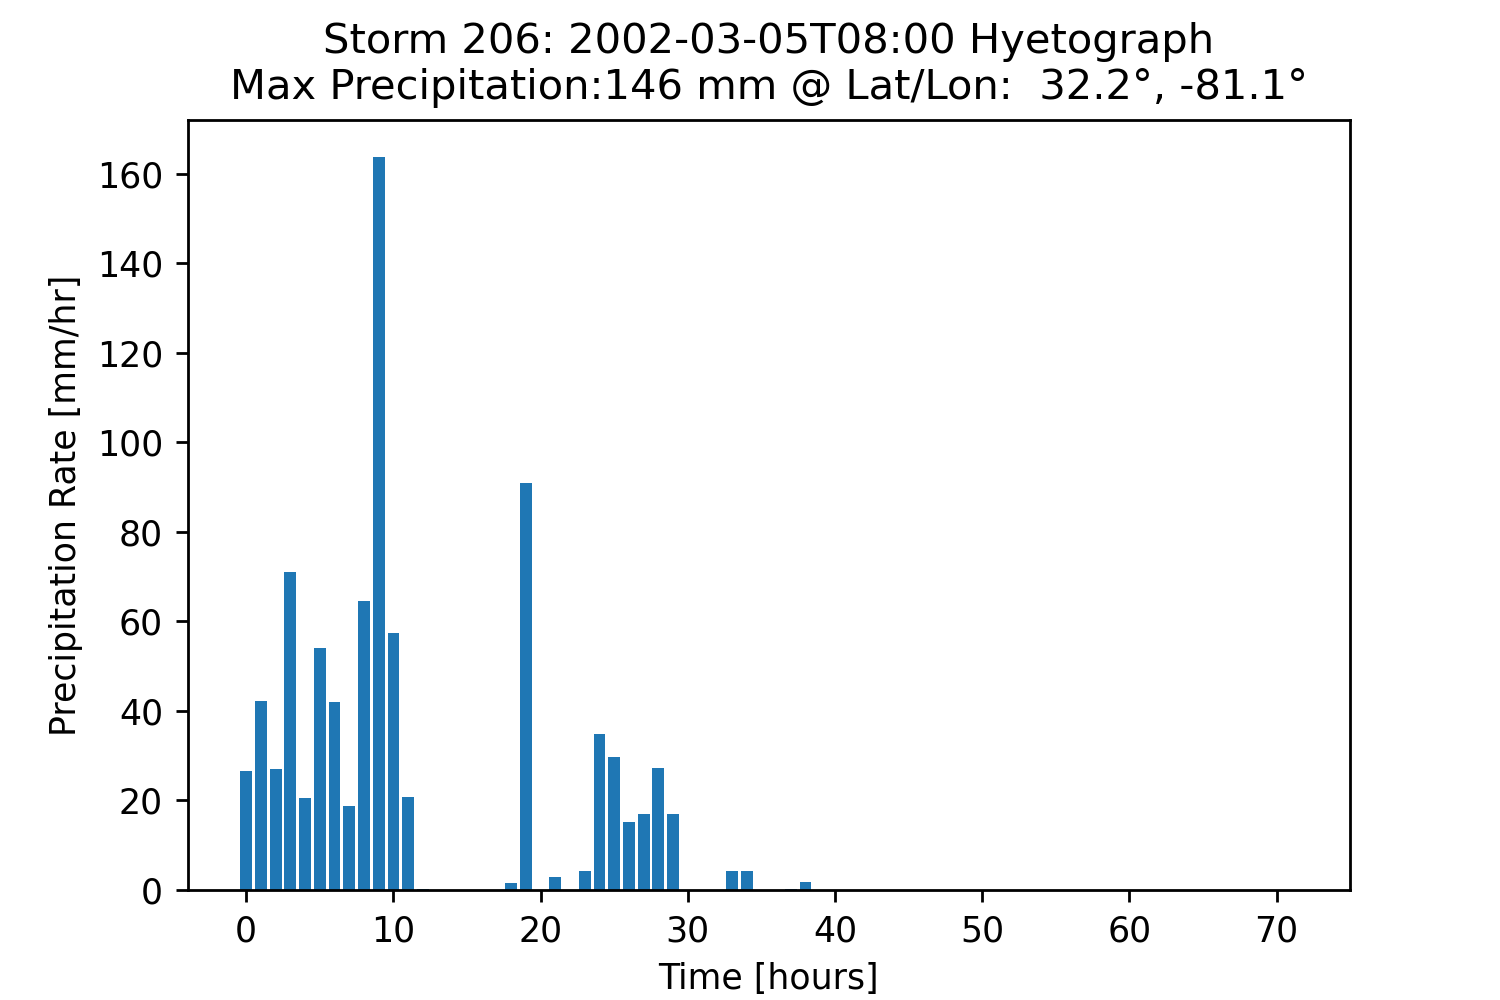 Storm 206: 2002-03-05T08:00 Hyetograph
Max Precipitation:146 mm @ Lat/Lon:  32.2°, -81.1°
Precipitation Rate [mm/hr]
160
140
120
100
80
60
40
20
0
0 10 20 30 40 50 60 70
Time [hours]